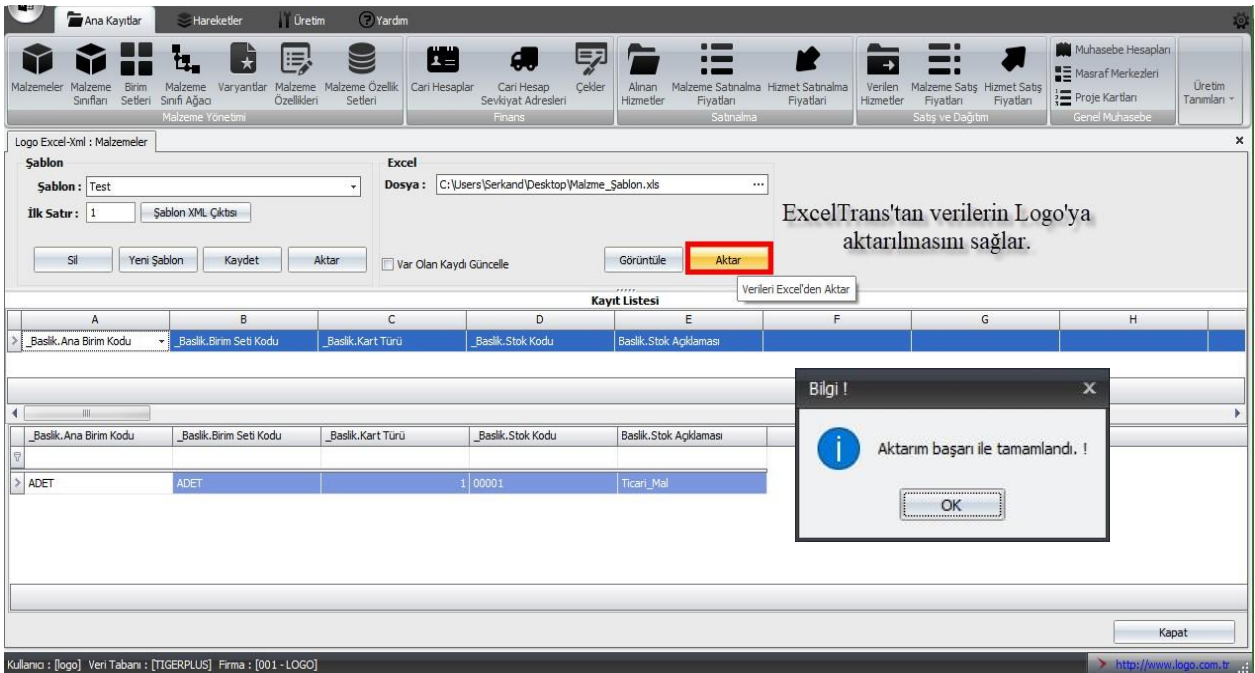 Ana Kayıtlar Hareketler Üretim Yardım
Malzemeler Malzeme Sınıfları Birim Setleri Malzeme Sınıfı Ağacı Varyantlar Malzeme Özellikleri Malzeme Özellik Setleri
Malzeme Yönetimi
Cari Hesaplar Cari Hesap Sevkiyat Adresleri Çekler
Finans
Alınan Hizmetler Malzeme Satınalma Fiyatları Hizmet Satınalma Fiyatlari
Satınalma
Verilen Hizmetler Malzeme Satış Fiyatları Hizmet Satış Fiyatları
Satış ve Dağıtım
Muhasebe Hesapları
Masraf Merkezleri
Proje Kartları
Genel Muhasebe
Üretim Tanımları
Logo Excel-Xml : Malzemeler x
Şablon
Şablon : Test
İlk Satır : 1 Şablon XML Çıktısı
Sil Yeni Şablon Kaydet Aktar
Excel
Dosya : C:\Users\Serkand\Desktop\Malzme_Şablon.xls ...
Var Olan Kaydı Güncelle Görüntüle Aktar
ExcelTrans'tan verilerin Logo'ya
aktarılmasını sağlar.
Verileri Excel'den Aktar
Kayıt Listesi
A B C D E F G H
_Baslik.Ana Birim Kodu _Baslik.Birim Seti Kodu _Baslik.Kart Türü _Baslik.Stok Kodu Baslik.Stok Açıklaması
_Baslik.Ana Birim Kodu _Baslik.Birim Seti Kodu _Baslik.Kart Türü _Baslik.Stok Kodu Baslik.Stok Açıklaması
ADET ADET 1 00001 Ticari_Mal
Bilgi ! x
Aktarım başarı ile tamamlandı. !
OK
Kapat
Kullanıcı : [logo] Veri Tabanı : [TIGERPLUS] Firma : [001 - LOGO] http://www.logo.com.tr